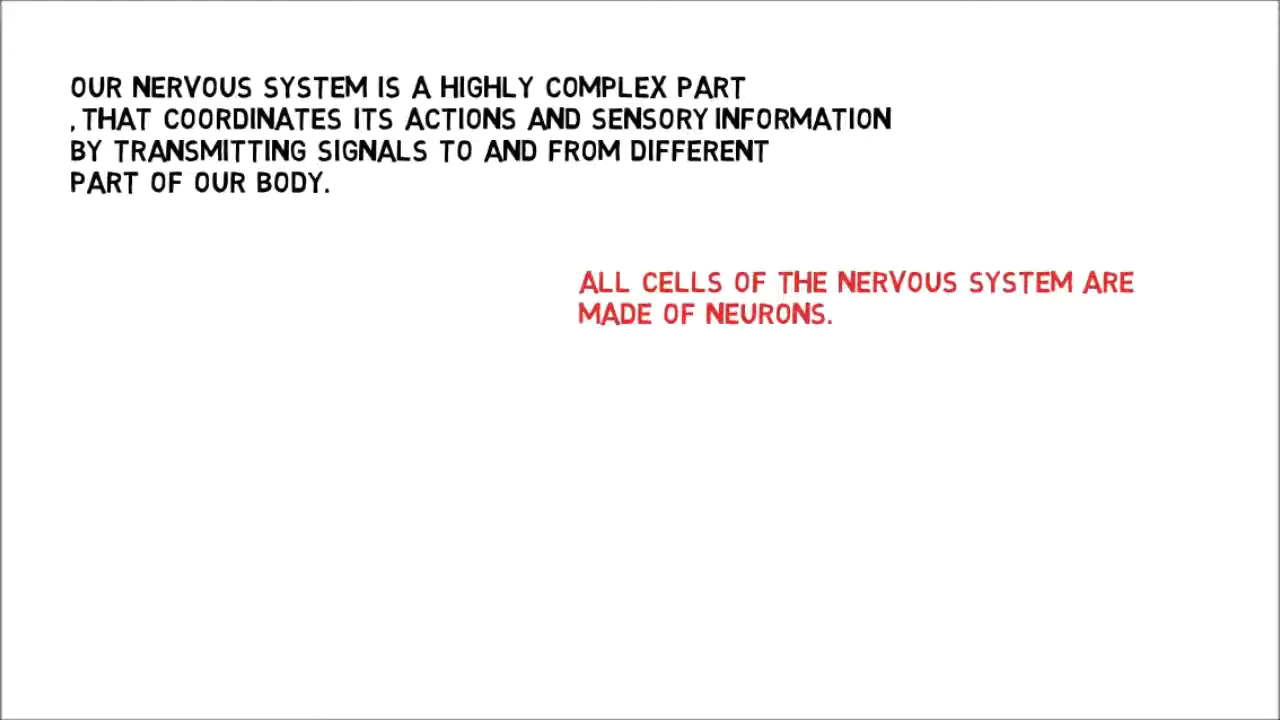 OUR NERVOUS SYSTEM IS A HIGHLY COMPLEX PART
, THAT COORDINATES ITS ACTIONS AND SENSORY INFORMATION
BY TRANSMITTING SIGNALS TO AND FROM DIFFERENT
PART OF OUR BODY.
ALL CELLS OF THE NERVOUS SYSTEM ARE
MADE OF NEURONS.